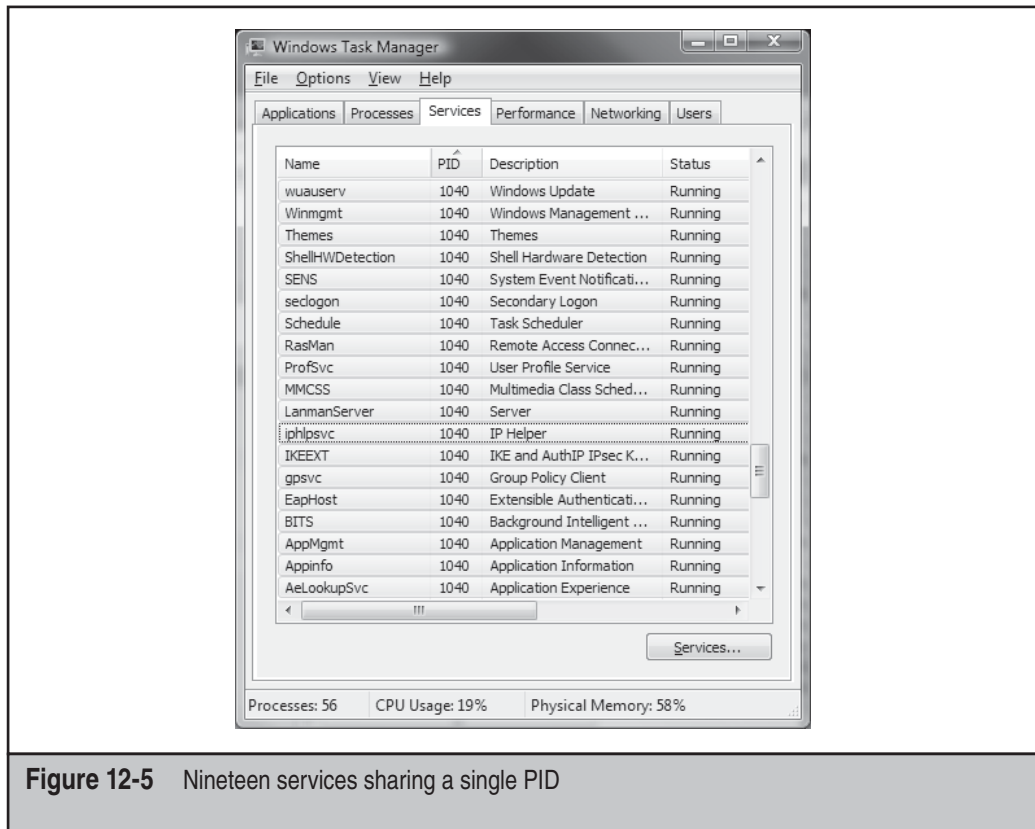 Windows Task Manager
File Options View Help
Applications Processes Services Performance Networking Users
Name PID Description Status
wuauserv 1040 Windows Update Running
Winmgmt 1040 Windows Management ... Running
Themes 1040 Themes Running
ShellHWDetection 1040 Shell Hardware Detection Running
SENS 1040 System Event Notificati... Running
seclogon 1040 Secondary Logon Running
Schedule 1040 Task Scheduler Running
RasMan 1040 Remote Access Connec... Running
ProfSvc 1040 User Profile Service Running
MMCSS 1040 Multimedia Class Sched... Running
LanmanServer 1040 Server Running
iphlpsvc 1040 IP Helper Running
IKEEXT 1040 IKE and AuthIP IPsec K... Running
gpsvc 1040 Group Policy Client Running
EapHost 1040 Extensible Authenticati... Running
BITS 1040 Background Intelligent ... Running
AppMgmt 1040 Application Management Running
Appinfo 1040 Application Information Running
AeLookupSvc 1040 Application Experience Running
Services...
Processes: 56 CPU Usage: 19% Physical Memory: 58%
Figure 12-5 Nineteen services sharing a single PID